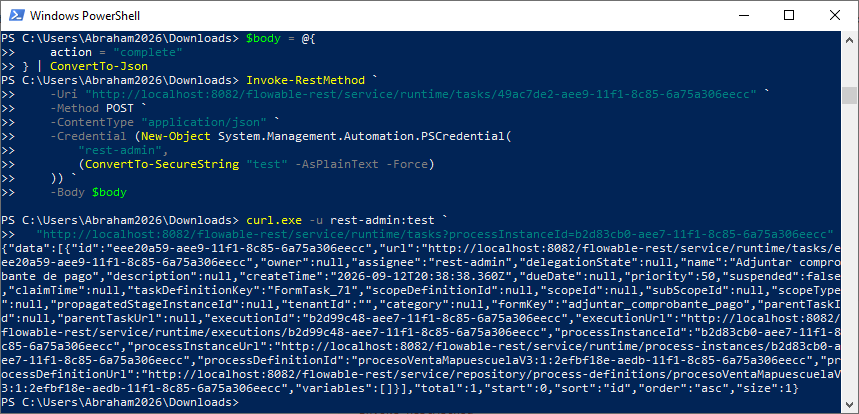 Windows PowerShell
PS C:\Users\Abraham2026\Downloads> $body = @{
>>     action = "complete"
>> } | ConvertTo-Json
PS C:\Users\Abraham2026\Downloads> Invoke-RestMethod `
>>     -Uri "http://localhost:8082/flowable-rest/service/runtime/tasks/49ac7de2-aee9-11f1-8c85-6a75a306eecc" `
>>     -Method POST `
>>     -ContentType "application/json" `
>>     -Credential (New-Object System.Management.Automation.PSCredential(
>>         "rest-admin",
>>         (ConvertTo-SecureString "test" -AsPlainText -Force)
>>     )) `
>>     -Body $body
PS C:\Users\Abraham2026\Downloads> curl.exe -u rest-admin:test `
>>   "http://localhost:8082/flowable-rest/service/runtime/tasks?processInstanceId=b2d83cb0-aee7-11f1-8c85-6a75a306eecc"
{"data":[{"id":"eee20a59-aee9-11f1-8c85-6a75a306eecc","url":"http://localhost:8082/flowable-rest/service/runtime/tasks/e
ee20a59-aee9-11f1-8c85-6a75a306eecc","owner":null,"assignee":"rest-admin","delegationState":null,"name":"Adjuntar compro
bante de pago","description":null,"createTime":"2026-09-12T20:38:38.360Z","dueDate":null,"priority":50,"suspended":false
,"claimTime":null,"taskDefinitionKey":"FormTask_71","scopeDefinitionId":null,"scopeId":null,"subScopeId":null,"scopeType
":null,"propagatedStageInstanceId":null,"tenantId":"","category":null,"formKey":"adjuntar_comprobante_pago","parentTaskI
d":null,"parentTaskUrl":null,"executionId":"b2d99c48-aee7-11f1-8c85-6a75a306eecc","executionUrl":"http://localhost:8082/
flowable-rest/service/runtime/executions/b2d99c48-aee7-11f1-8c85-6a75a306eecc","processInstanceId":"b2d83cb0-aee7-11f1-8
c85-6a75a306eecc","processInstanceUrl":"http://localhost:8082/flowable-rest/service/runtime/process-instances/b2d83cb0-a
ee7-11f1-8c85-6a75a306eecc","processDefinitionId":"procesoVentaMapuescuelaV3:1:2efbf18e-aedb-11f1-8c85-6a75a306eecc","pr
ocessDefinitionUrl":"http://localhost:8082/flowable-rest/service/repository/process-definitions/procesoVentaMapuescuelaV
3:1:2efbf18e-aedb-11f1-8c85-6a75a306eecc","variables":[]}],"total":1,"start":0,"sort":"id","order":"asc","size":1}
PS C:\Users\Abraham2026\Downloads>